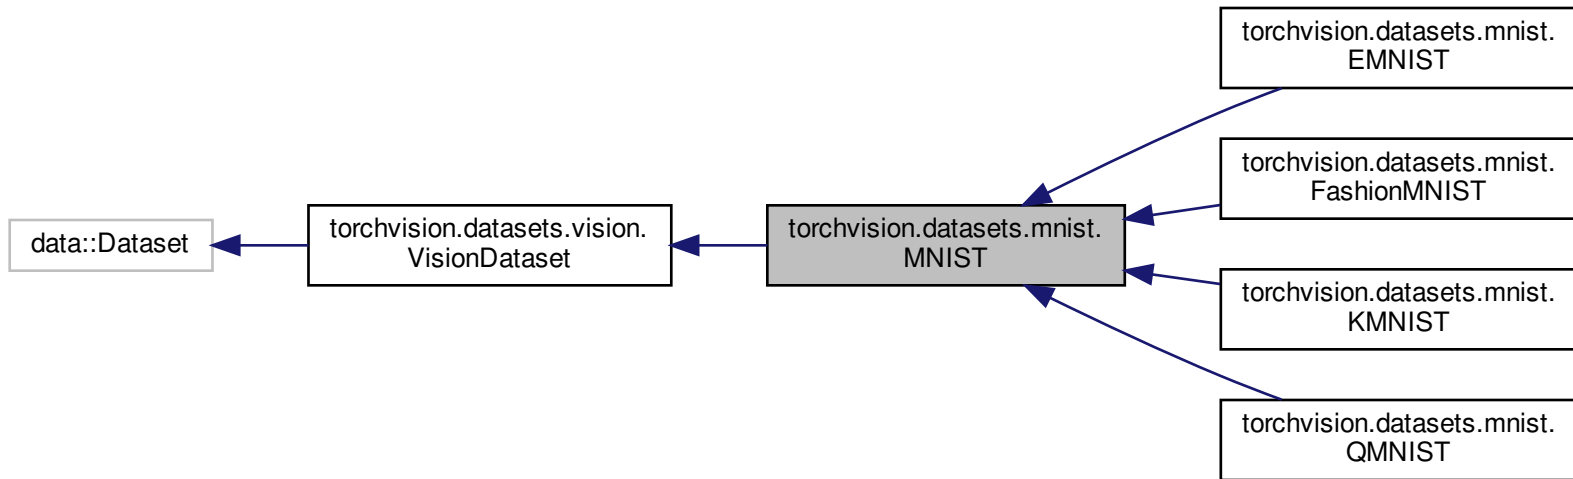 data::Dataset
torchvision.datasets.vision.
VisionDataset
torchvision.datasets.mnist.
MNIST
torchvision.datasets.mnist.
EMNIST
torchvision.datasets.mnist.
FashionMNIST
torchvision.datasets.mnist.
KMNIST
torchvision.datasets.mnist.
QMNIST